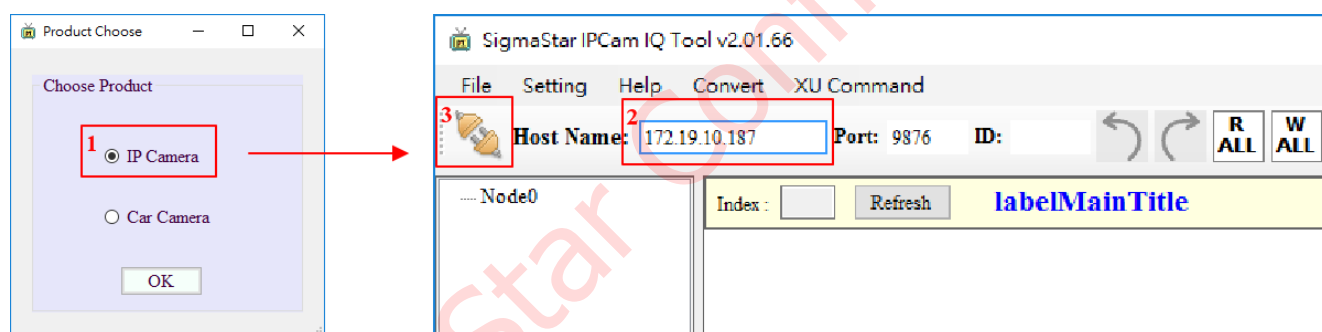 Product Choose
Choose Product
1
IP Camera
Car Camera
OK
SigmaStar IPCam IQ Tool v2.01.66
File Setting Help Convert XU Command
3
2
Host Name: 172.19.10.187 Port: 9876 ID:
R ALL
W ALL
Node0
Index : Refresh labelMainTitle